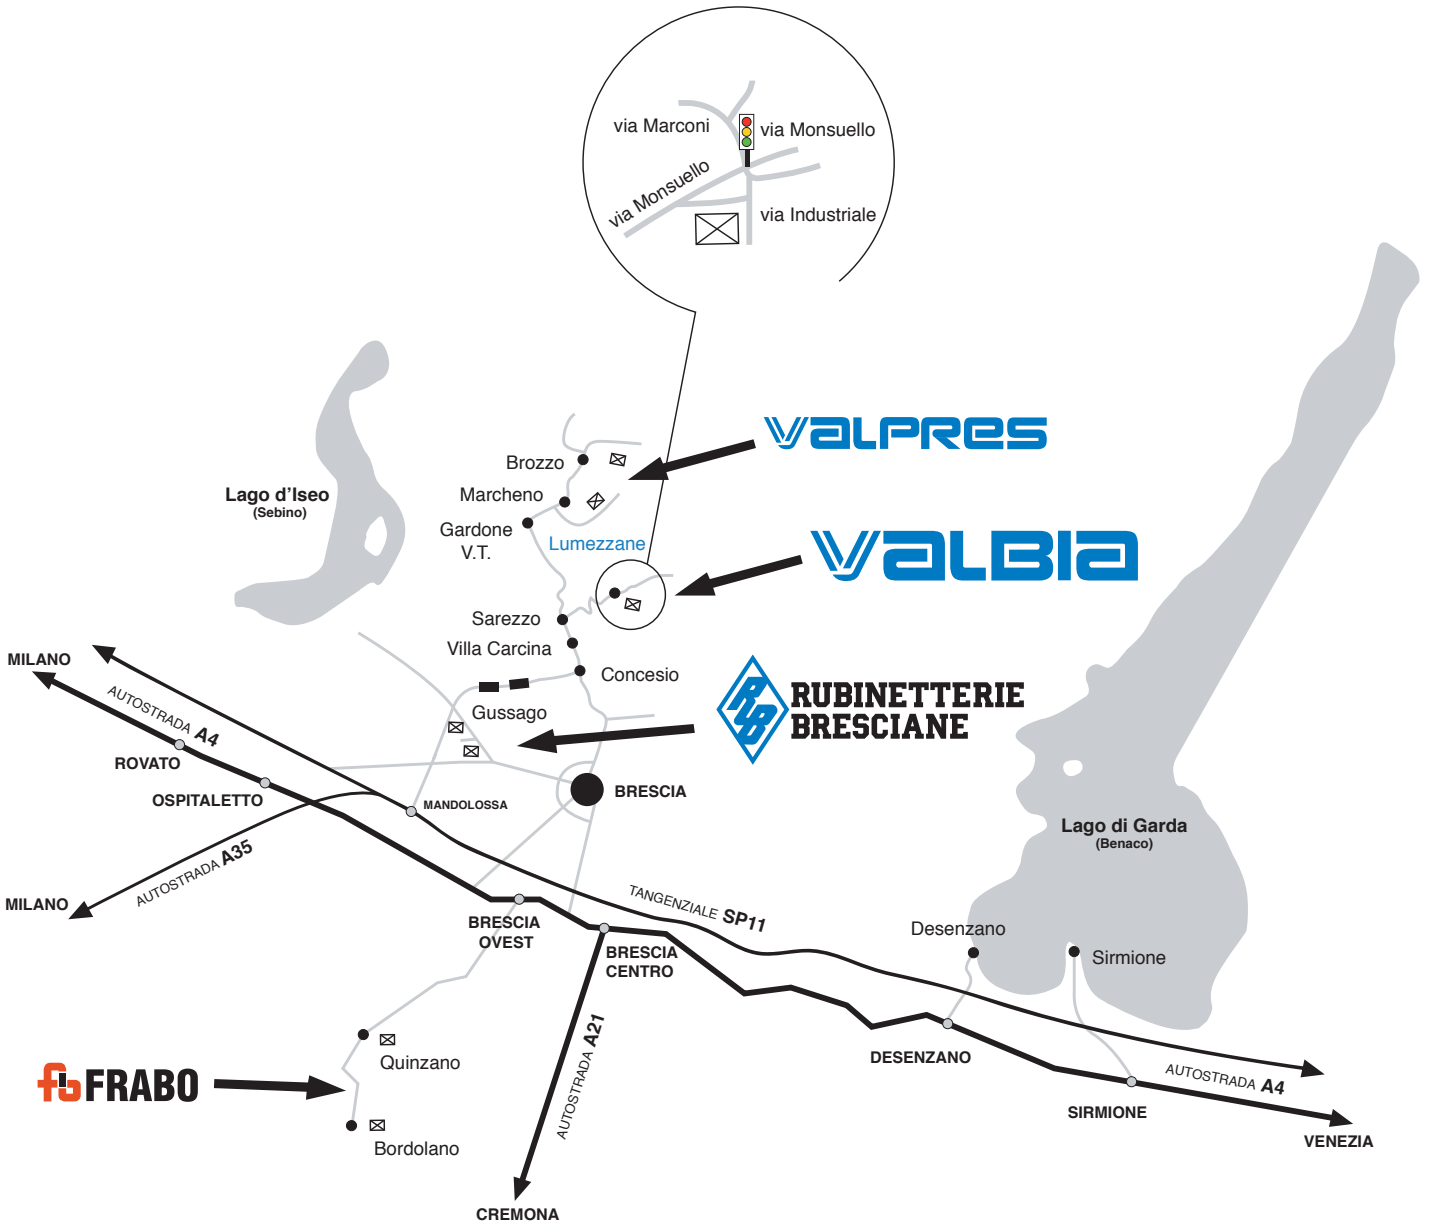 via Marconi
via Monsuello
via Monsuello
via Industriale
VALPRES
Brozzo
Marcheno
Lago d'Iseo
(Sebino)
Gardone
V.T.
Lumezzane
VALBIA
Sarezzo
Villa Carcina
Concesio
MILANO
AUTOSTRADA A4
Gussago
RB
RUBINETTERIE
BRESCIANE
ROVATO
OSPITALETTO
MANDOLOSSA
BRESCIA
Lago di Garda
(Benaco)
AUTOSTRADA A35
MILANO
TANGENZIALE SP11
BRESCIA
OVEST
BRESCIA
CENTRO
Desenzano
Sirmione
AUTOSTRADA A21
Quinzano
DESENZANO
fb FRABO
AUTOSTRADA A4
SIRMIONE
VENEZIA
Bordolano
CREMONA